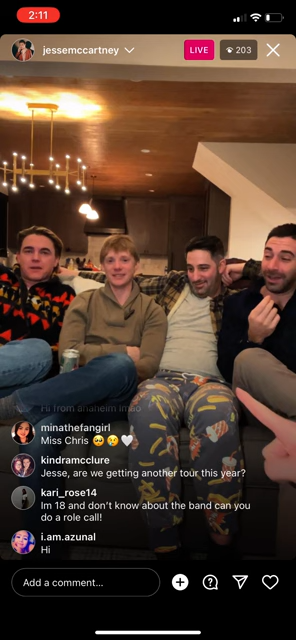 2:11
jessemccartney
LIVE
203
Hi from anaheim lmao
minathefangirl
Miss Chris 🥺😢🤍
kindramcclure
Jesse, are we getting another tour this year?
kari_rose14
Im 18 and don't know about the band can you
do a role call!
i.am.azunal
Hi
Add a comment...